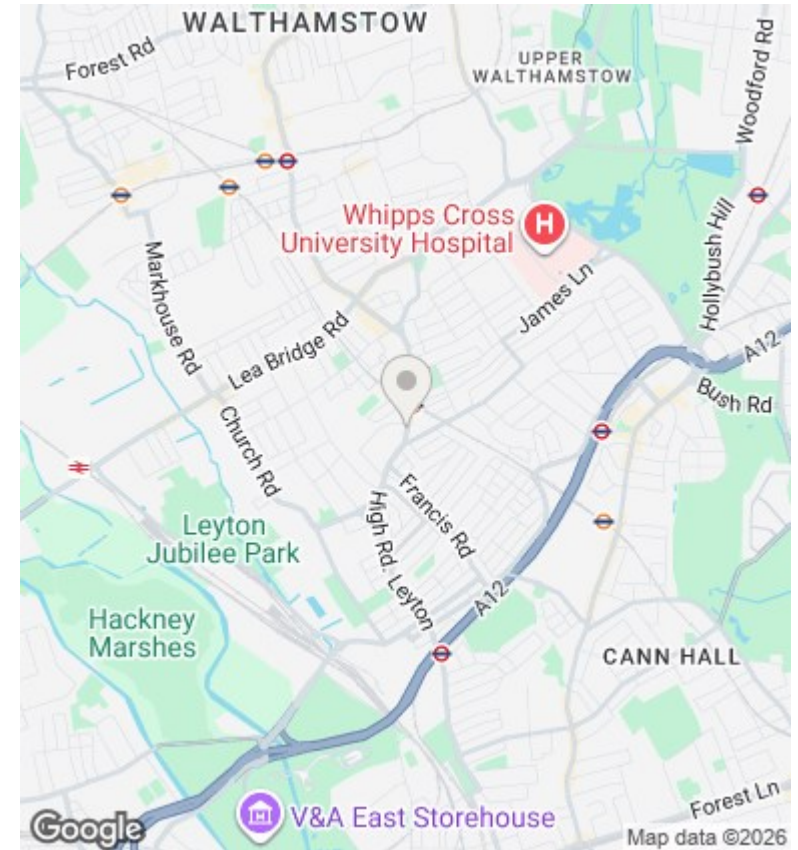 WALTHAMSTOW
Forest Rd
UPPER
WALTHAMSTOW
Woodford Rd
Whipps Cross
University Hospital
H
Hollybush Hill
James Ln
Markhouse Rd
Lea Bridge Rd
A12
Bush Rd
Church Rd
Francis Rd
High Rd. Leyton
Leyton
Jubilee Park
A12
Hackney
Marshes
CANN HALL
V&A East Storehouse
Forest Ln
Google
Map data ©2026